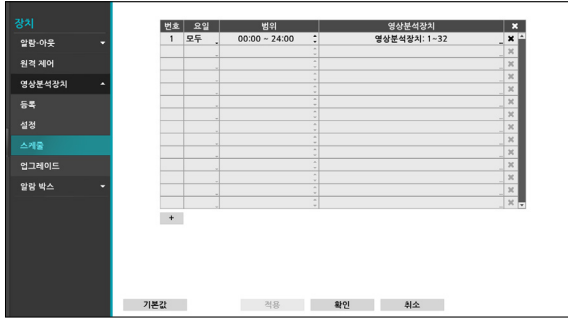 장치
알람-아웃
원격 제어
영상분석장치
등록
설정
스케줄
업그레이드
알람 박스
번호 요일 범위 영상분석장치
1 모두 00:00 ~ 24:00 영상분석장치: 1~32
+
기본값 적용 확인 취소